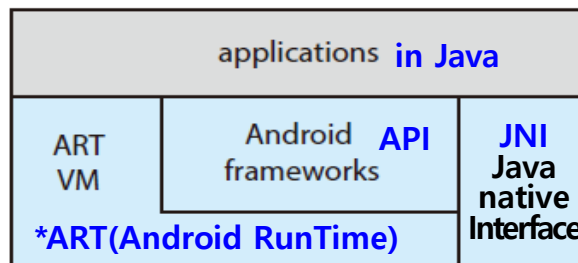 applications in Java
ART
VM
Android API
frameworks
JNI
Java
native
Interface
*ART(Android RunTime)